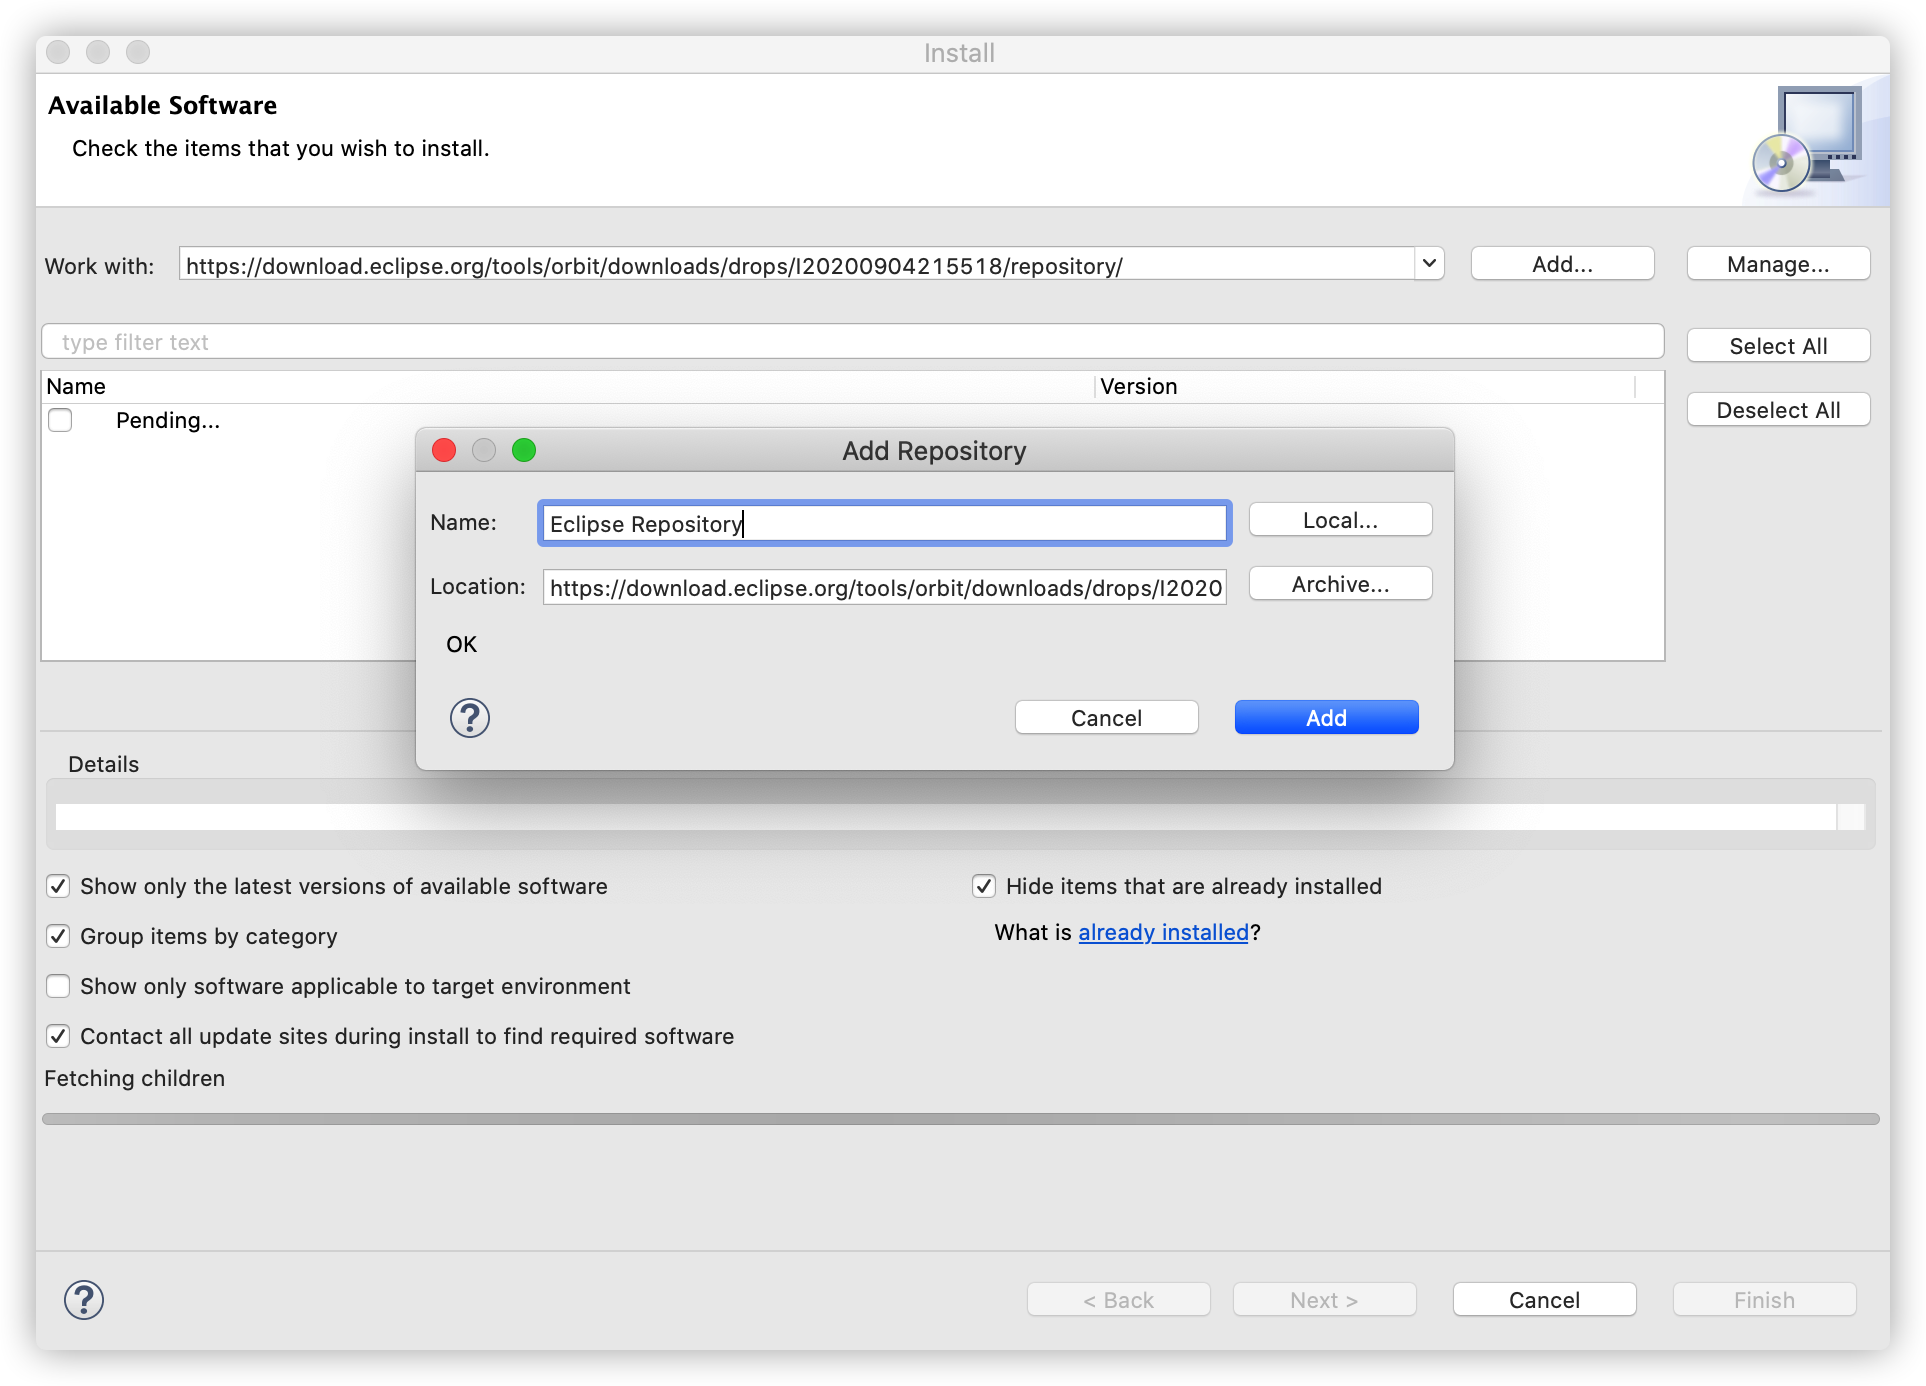 Install
Available Software
Check the items that you wish to install.
Work with: https://download.eclipse.org/tools/orbit/downloads/drops/I20200904215518/repository/ Add... Manage...
type filter text Select All
Name Version
Pending... Deselect All
Add Repository
Name: Eclipse Repository Local...
Location: https://download.eclipse.org/tools/orbit/downloads/drops/I2020 Archive...
OK
? Cancel Add
Details
Show only the latest versions of available software Hide items that are already installed
Group items by category What is already installed?
Show only software applicable to target environment
Contact all update sites during install to find required software
Fetching children
? < Back Next > Cancel Finish